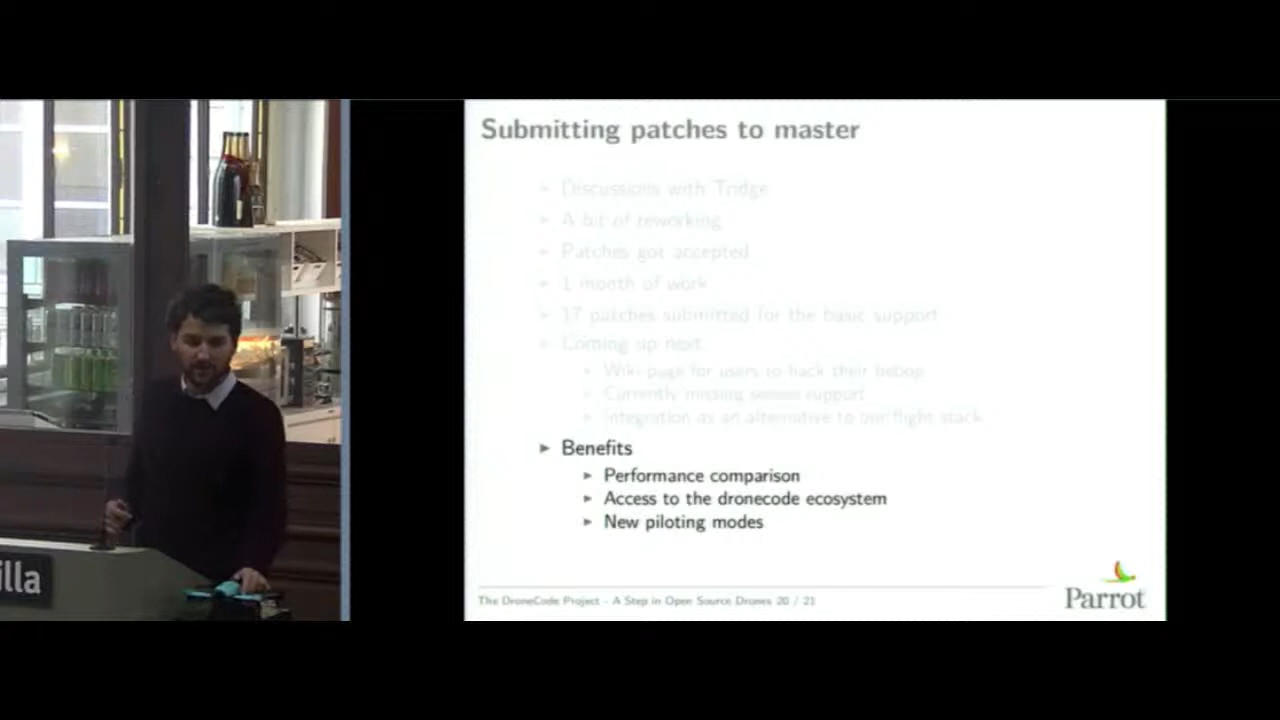 Submitting patches to master
Discussions with Tridge
A bit of reworking
Patches got accepted
1 month of work
17 patches submitted for the basic support
Coming up next
Wiki page for users to hack their bebop
Currently missing sensor support
Integration as an alternative to our flight stack
Benefits
Performance comparison
Access to the dronecode ecosystem
New piloting modes
The DroneCode Project - A Step in Open Source Drones 20 / 21
Parrot
illa